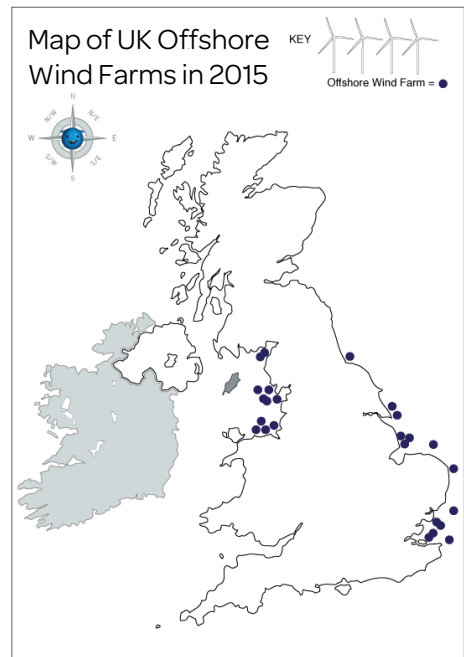 Map of UK Offshore
Wind Farms in 2015
KEY
Offshore Wind Farm =
N
N/W
N/E
W
E
S/W
S/E
S